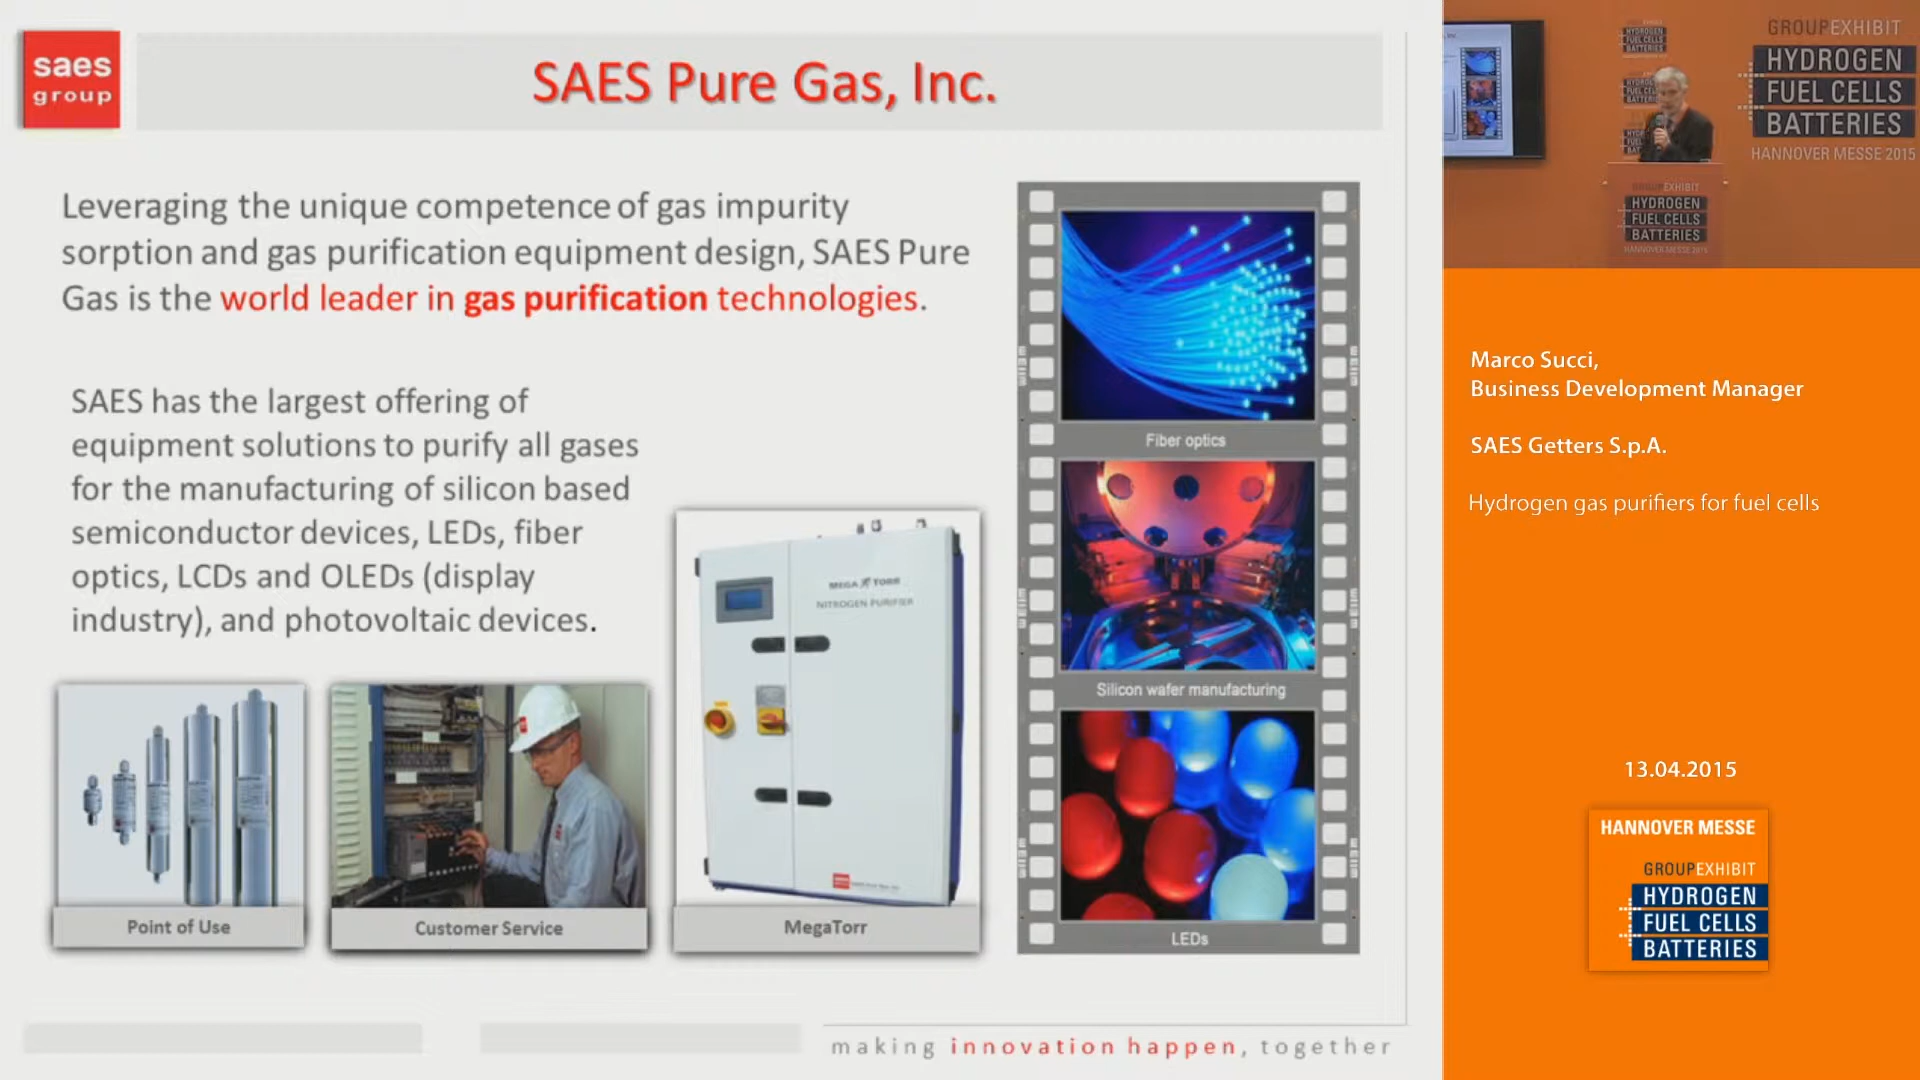 saes
group
SAES Pure Gas, Inc.
Leveraging the unique competence of gas impurity
sorption and gas purification equipment design, SAES Pure
Gas is the world leader in gas purification technologies.
SAES has the largest offering of
equipment solutions to purify all gases
for the manufacturing of silicon based
semiconductor devices, LEDs, fiber
optics, LCDs and OLEDs (display
industry), and photovoltaic devices.
MEGA TORR
NITROGEN PURIFIER
Point of Use
Customer Service
MegaTorr
Fiber optics
Silicon wafer manufacturing
LEDs
making innovation happen, together
GROUPEXHIBIT
HYDROGEN
FUEL CELLS
BATTERIES
HANNOVER MESSE 2015
HYDROGEN
FUEL CELLS
BATTERIES
GROUPEXHIBIT
HYDROGEN
FUEL CELLS
BATTERIES
HANNOVER MESSE 2015
Marco Succi,
Business Development Manager
SAES Getters S.p.A.
Hydrogen gas purifiers for fuel cells
13.04.2015
HANNOVER MESSE
GROUPEXHIBIT
HYDROGEN
FUEL CELLS
BATTERIES